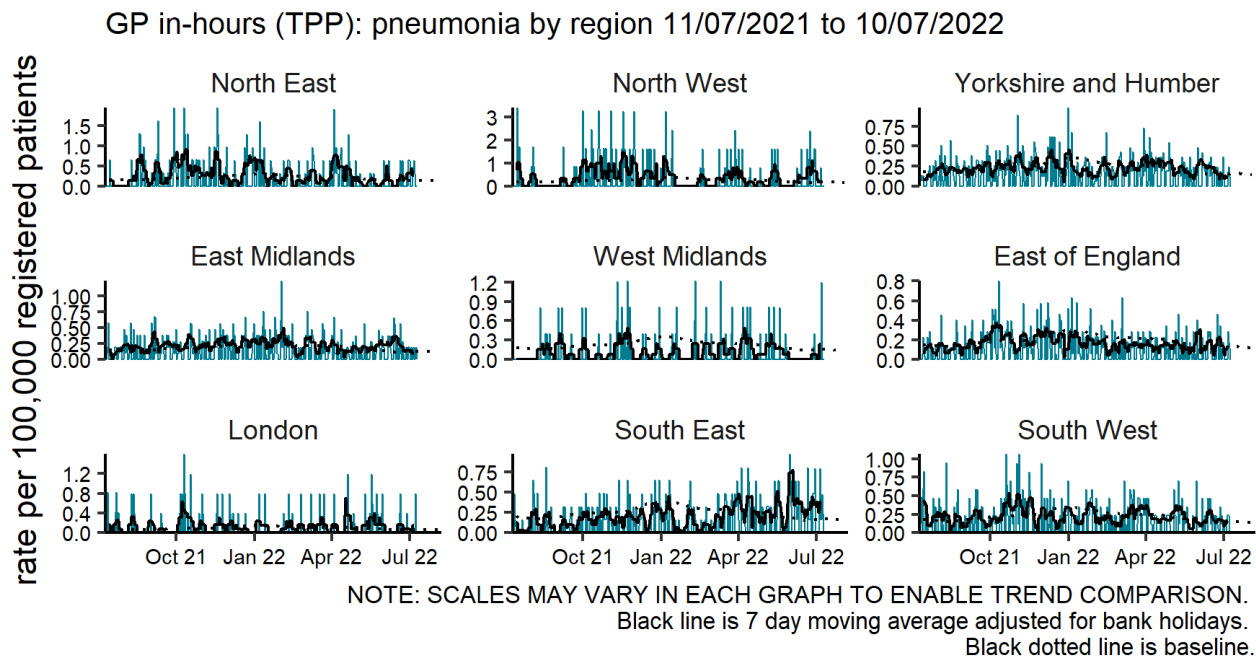 GP in-hours (TPP): pneumonia by region 11/07/2021 to 10/07/2022
rate per 100,000 registered patients
North East
North West
Yorkshire and Humber
1.5
1.0
0.5
0.0
3
2
1
0
0.75
0.50
0.25
0.00
East Midlands
West Midlands
East of England
1.00
0.75
0.50
0.25
0.00
1.2
0.9
0.6
0.3
0.0
0.8
0.6
0.4
0.2
0.0
London
South East
South West
1.2
0.8
0.4
0.0
0.75
0.50
0.25
0.00
1.00
0.75
0.50
0.25
0.00
Oct 21 Jan 22 Apr 22 Jul 22
Oct 21 Jan 22 Apr 22 Jul 22
Oct 21 Jan 22 Apr 22 Jul 22
NOTE: SCALES MAY VARY IN EACH GRAPH TO ENABLE TREND COMPARISON.
Black line is 7 day moving average adjusted for bank holidays.
Black dotted line is baseline.